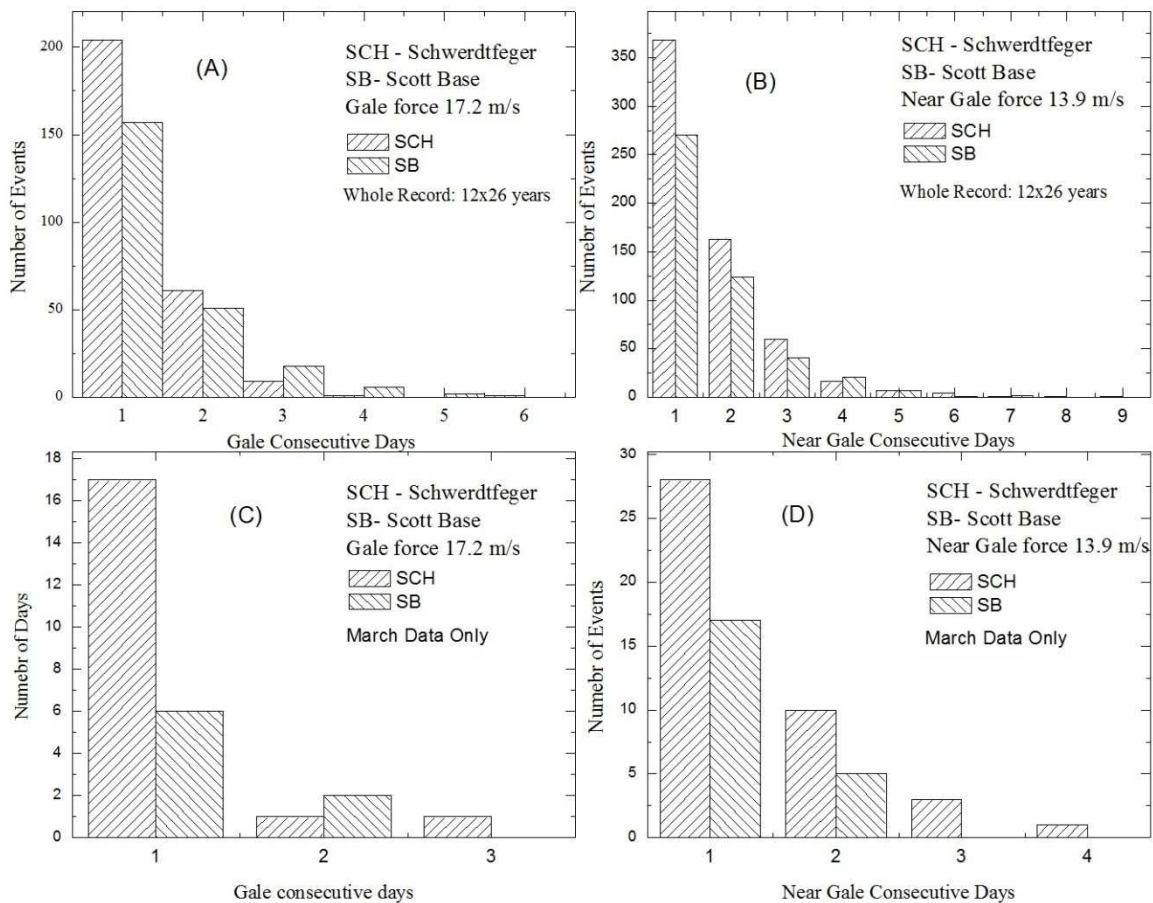 200
150
100
50
0
Number of Events
(A)
SCH - Schwerdtfeger
SB- Scott Base
Gale force 17.2 m/s
SCH
SB
Whole Record: 12x26 years
1 2 3 4 5 6
Gale Consecutive Days
350
300
250
200
150
100
50
0
Numebr of Events
(B)
SCH - Schwerdtfeger
SB- Scott Base
Near Gale force 13.9 m/s
SCH
SB
Whole Record: 12x26 years
1 2 3 4 5 6 7 8 9
Near Gale Consecutive Days
18
16
14
12
10
8
6
4
2
0
Numebr of Days
(C)
SCH - Schwerdtfeger
SB- Scott Base
Gale force 17.2 m/s
SCH
SB
March Data Only
1 2 3
Gale consecutive days
30
25
20
15
10
5
0
Numebr of Events
(D)
SCH - Schwerdtfeger
SB- Scott Base
Near Gale force 13.9 m/s
SCH
SB
March Data Only
1 2 3 4
Near Gale Consecutive Days